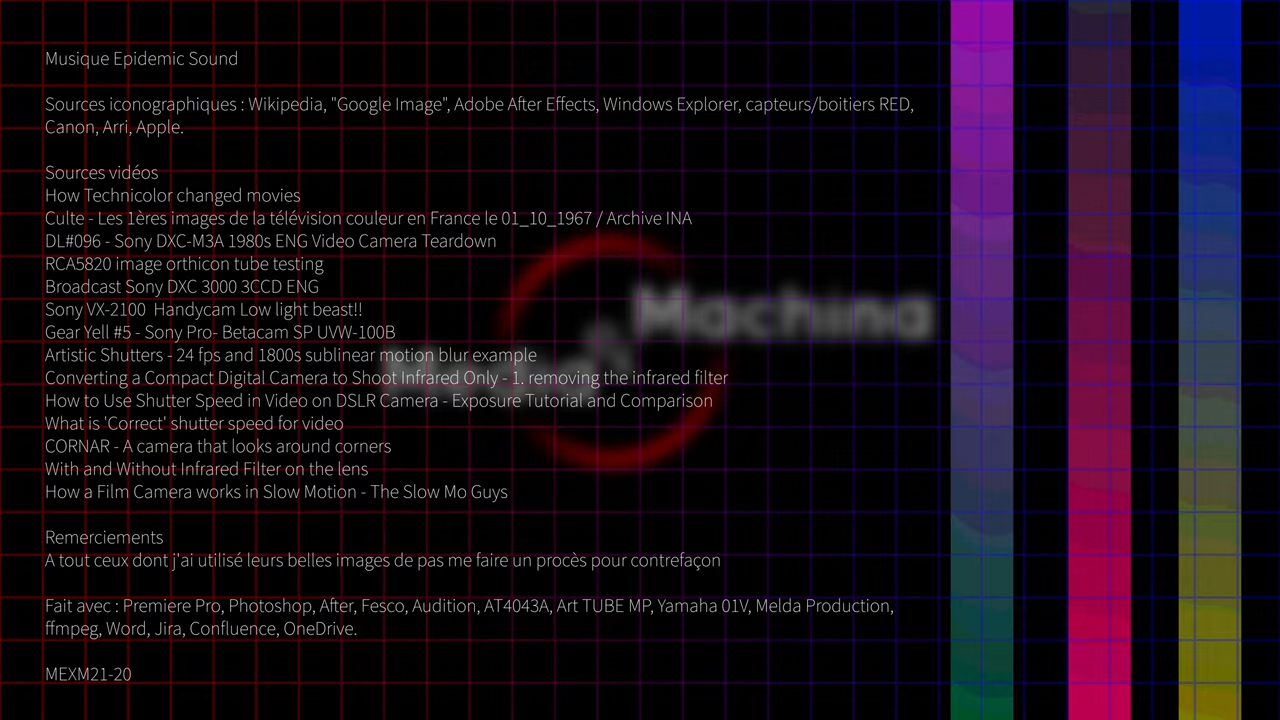 Musique Epidemic Sound
Sources iconographiques : Wikipedia, "Google Image", Adobe After Effects, Windows Explorer, capteurs/boitiers RED,
Canon, Arri, Apple.
Sources vidéos
How Technicolor changed movies
Culte - Les 1ères images de la télévision couleur en France le 01_10_1967 / Archive INA
DL#096 - Sony DXC-M3A 1980s ENG Video Camera Teardown
RCA5820 image orthicon tube testing
Broadcast Sony DXC 3000 3CCD ENG
Sony VX-2100  Handycam Low light beast!!
Gear Yell #5 - Sony Pro- Betacam SP UVW-100B
Artistic Shutters - 24 fps and 1800s sublinear motion blur example
Converting a Compact Digital Camera to Shoot Infrared Only - 1. removing the infrared filter
How to Use Shutter Speed in Video on DSLR Camera - Exposure Tutorial and Comparison
What is 'Correct' shutter speed for video
CORNAR - A camera that looks around corners
With and Without Infrared Filter on the lens
How a Film Camera works in Slow Motion - The Slow Mo Guys
Remerciements
A tout ceux dont j'ai utilisé leurs belles images de pas me faire un procès pour contrefaçon
Fait avec : Premiere Pro, Photoshop, After, Fesco, Audition, AT4043A, Art TUBE MP, Yamaha 01V, Melda Production,
ffmpeg, Word, Jira, Confluence, OneDrive.
MEXM21-20
Machina